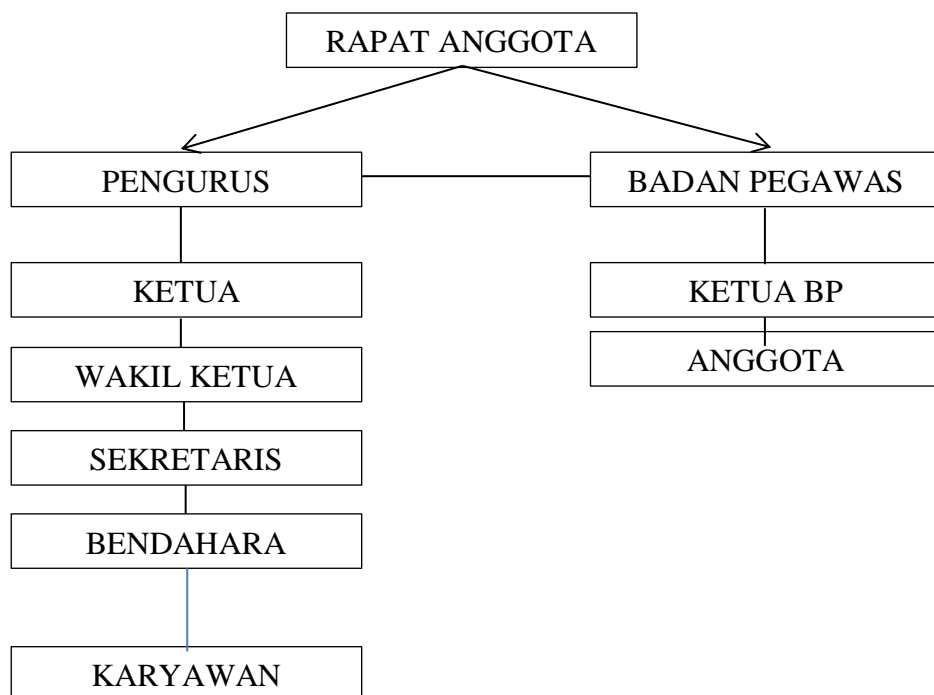 RAPAT ANGGOTA
PENGURUS
BADAN PEGAWAS
KETUA
KETUA BP
WAKIL KETUA
ANGGOTA
SEKRETARIS
BENDAHARA
KARYAWAN